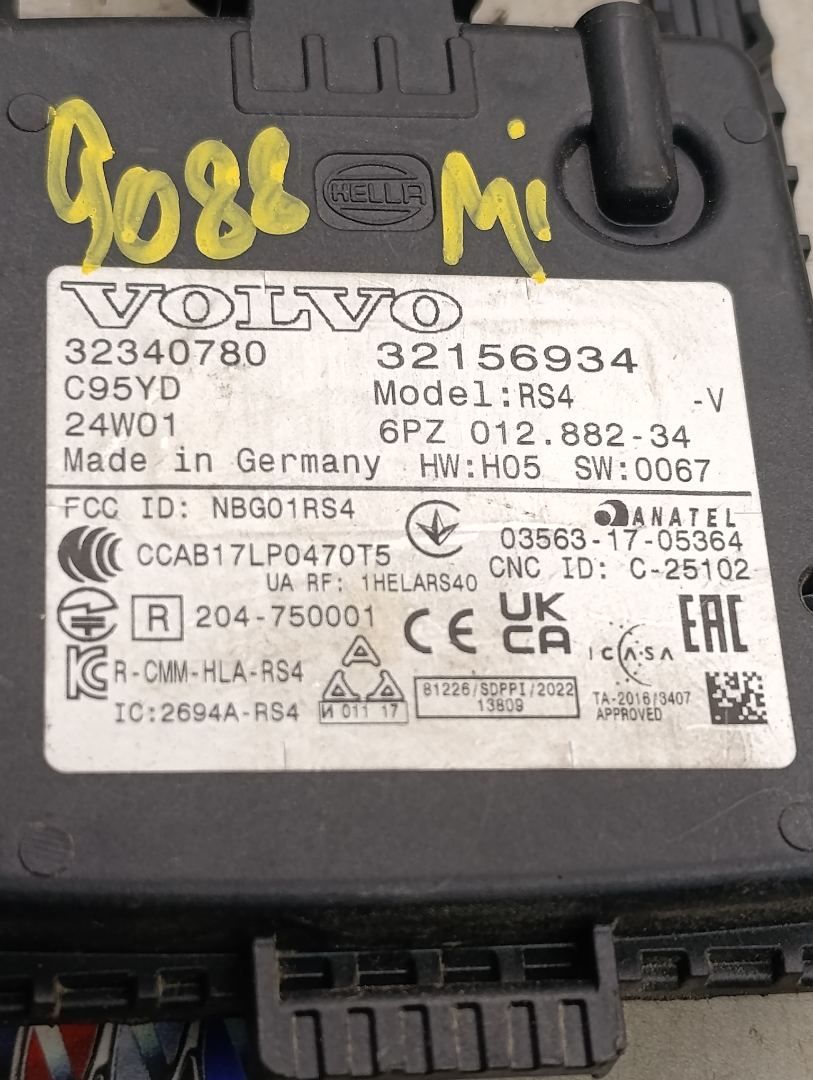 9088 HELLA Mi
VOLVO
32340780 32156934
C95YD Model:RS4 -V
24W01 6PZ 012.882-34
Made in Germany HW:H05 SW:0067
FCC ID: NBG01RS4 ANATEL
CCAB17LP0470T5 03563-17-05364
UA RF: 1HELARS40 CNC ID: C-25102
R 204-750001 CE UK CA EAC
R-CMM-HLA-RS4 ICASA
И 011 17 81226/SDPPI/2022 TA-2016/3407
IC:2694A-RS4 13809 APPROVED